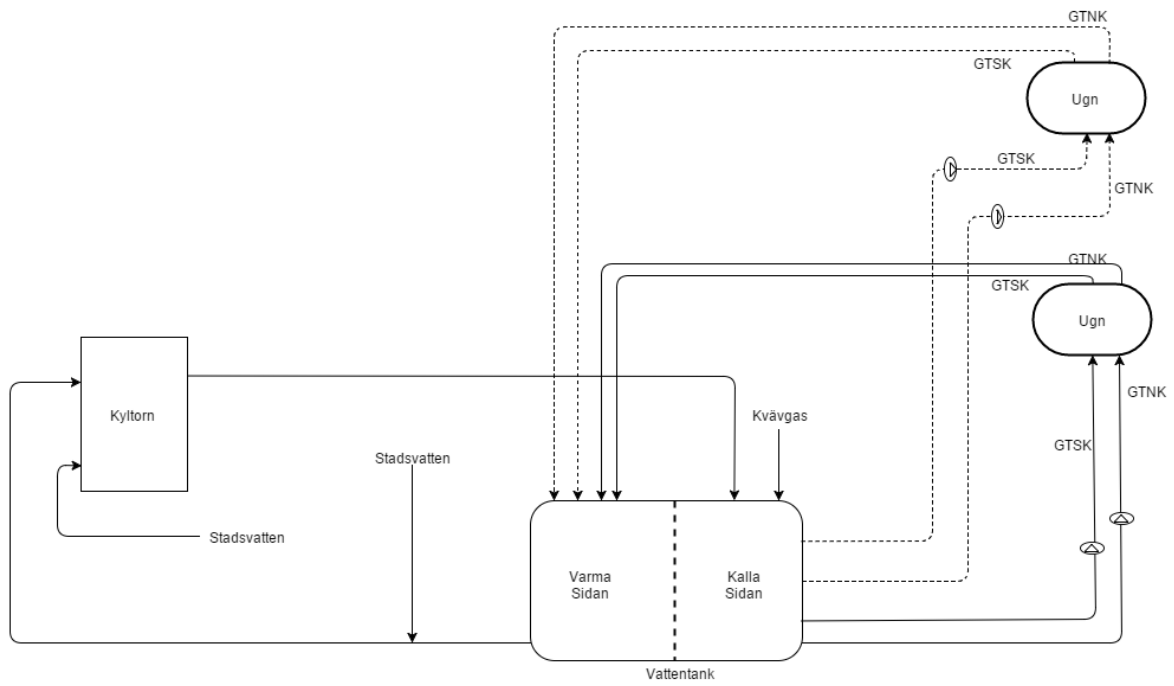 GTNK
GTSK
Ugn
GTSK
GTNK
GTNK
GTSK
Ugn
Kyltorn
GTNK
Kvävgas
GTSK
Stadsvatten
Stadsvatten
Varma
Sidan
Kalla
Sidan
Vattentank